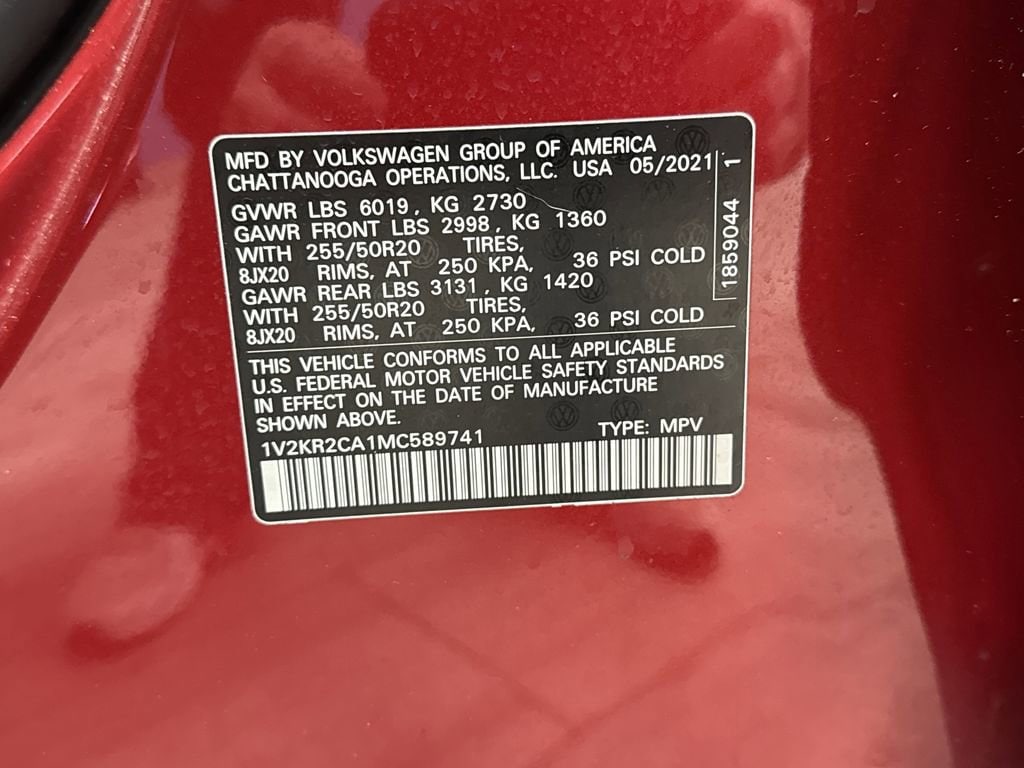 MFD BY VOLKSWAGEN GROUP OF AMERICA
CHATTANOOGA OPERATIONS, LLC. USA 05/2021
GVWR LBS 6019, KG 2730
GAWR FRONT LBS 2998, KG 1360
WITH 255/50R20 TIRES,
8JX20 RIMS, AT 250 KPA, 36 PSI COLD
GAWR REAR LBS 3131, KG 1420
WITH 255/50R20 TIRES,
8JX20 RIMS, AT 250 KPA, 36 PSI COLD
1859044 1
THIS VEHICLE CONFORMS TO ALL APPLICABLE
U.S. FEDERAL MOTOR VEHICLE SAFETY STANDARDS
IN EFFECT ON THE DATE OF MANUFACTURE
SHOWN ABOVE.
1V2KR2CA1MC589741 TYPE: MPV